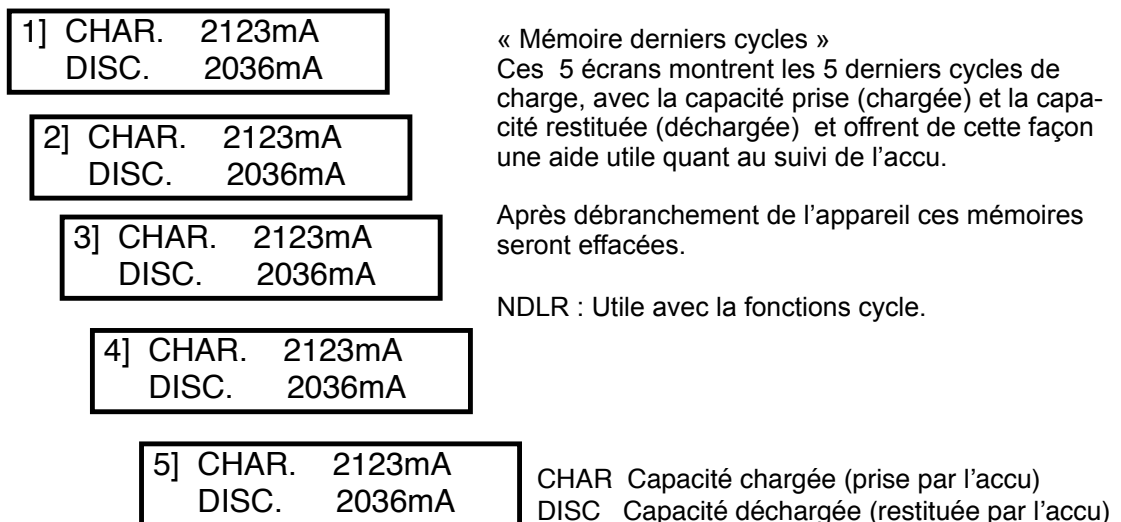 1] CHAR. 2123mA
DISC. 2036mA
2] CHAR. 2123mA
DISC. 2036mA
3] CHAR. 2123mA
DISC. 2036mA
4] CHAR. 2123mA
DISC. 2036mA
5] CHAR. 2123mA
DISC. 2036mA
« Mémoire derniers cycles »
Ces 5 écrans montrent les 5 derniers cycles de
charge, avec la capacité prise (chargée) et la capa-
cité restituée (déchargée) et offrent de cette façon
une aide utile quant au suivi de l’accu.
Après débranchement de l’appareil ces mémoires
seront effacées.
NDLR : Utile avec la fonctions cycle.
CHAR Capacité chargée (prise par l’accu)
DISC Capacité déchargée (restituée par l’accu)